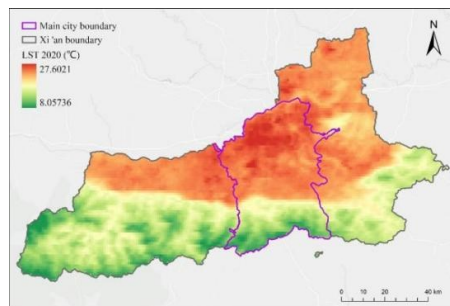 Main city boundary
Xi 'an boundary
LST 2020 (℃)
27.6021
8.05736
N
0 10 20 40 km